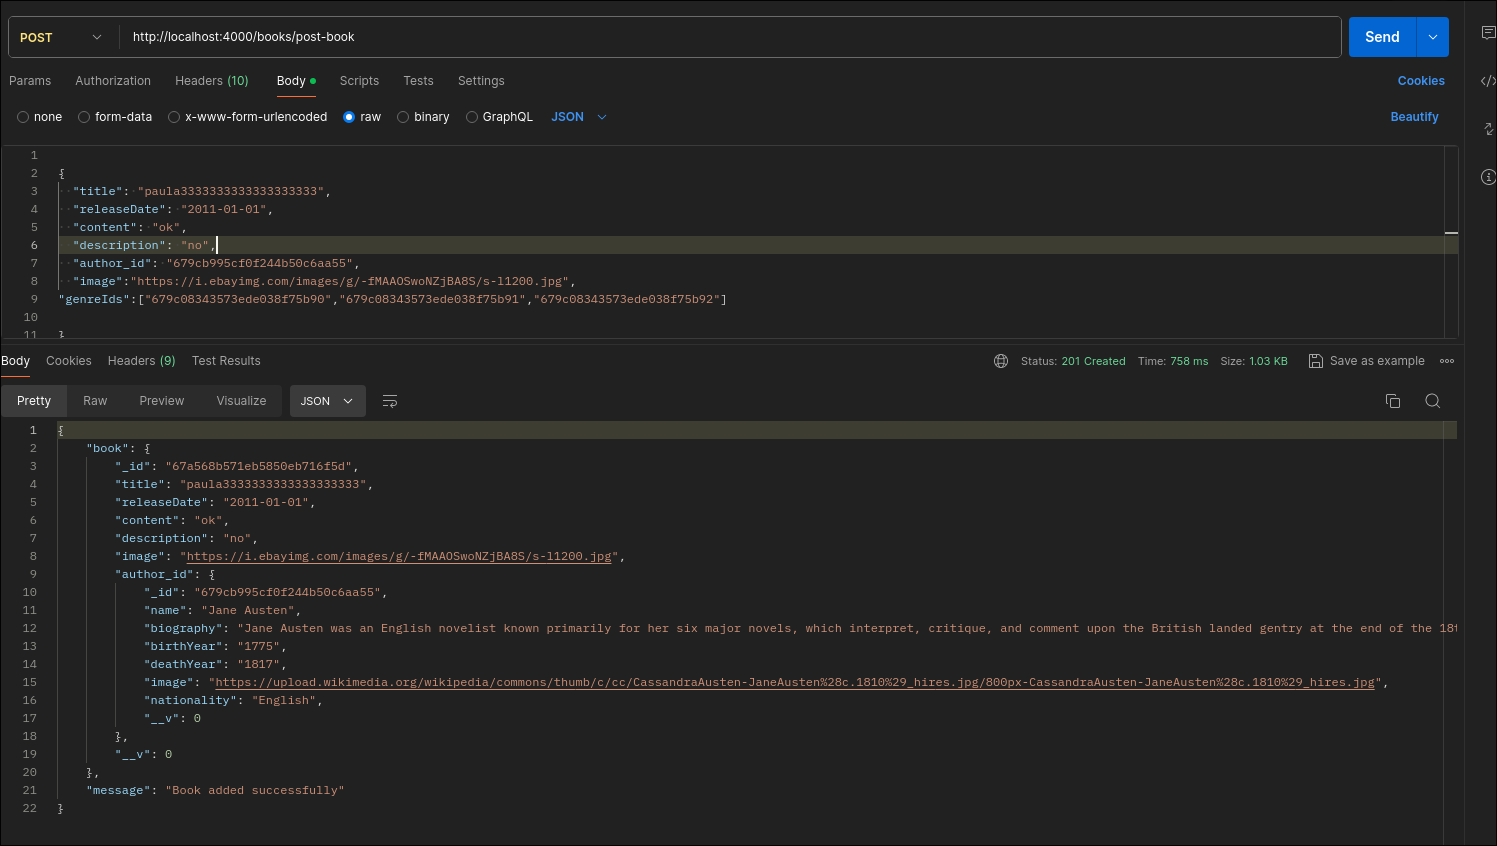 POST http://localhost:4000/books/post-book Send
Params Authorization Headers (10) Body Scripts Tests Settings Cookies
none form-data x-www-form-urlencoded raw binary GraphQL JSON Beautify
1
2 {
3 "title": "paula3333333333333333333",
4 "releaseDate": "2011-01-01",
5 "content": "ok",
6 "description": "no",
7 "author_id": "679cb995cf0f244b50c6aa55",
8 "image":"https://i.ebayimg.com/images/g/-fMAAOSwoNZjBA8S/s-l1200.jpg",
9 "genreIds":["679c08343573ede038f75b90","679c08343573ede038f75b91","679c08343573ede038f75b92"]
10
11 }
Body Cookies Headers (9) Test Results Status: 201 Created Time: 758 ms Size: 1.03 KB Save as example
Pretty Raw Preview Visualize JSON
1 {
2 "book": {
3 "_id": "67a568b571eb5850eb716f5d",
4 "title": "paula3333333333333333333",
5 "releaseDate": "2011-01-01",
6 "content": "ok",
7 "description": "no",
8 "image": "https://i.ebayimg.com/images/g/-fMAAOSwoNZjBA8S/s-l1200.jpg",
9 "author_id": {
10 "_id": "679cb995cf0f244b50c6aa55",
11 "name": "Jane Austen",
12 "biography": "Jane Austen was an English novelist known primarily for her six major novels, which interpret, critique, and comment upon the British landed gentry at the end of the 18t
13 "birthYear": "1775",
14 "deathYear": "1817",
15 "image": "https://upload.wikimedia.org/wikipedia/commons/thumb/c/cc/CassandraAusten-JaneAusten%28c.1810%29_hires.jpg/800px-CassandraAusten-JaneAusten%28c.1810%29_hires.jpg",
16 "nationality": "English",
17 "__v": 0
18 },
19 "__v": 0
20 },
21 "message": "Book added successfully"
22 }